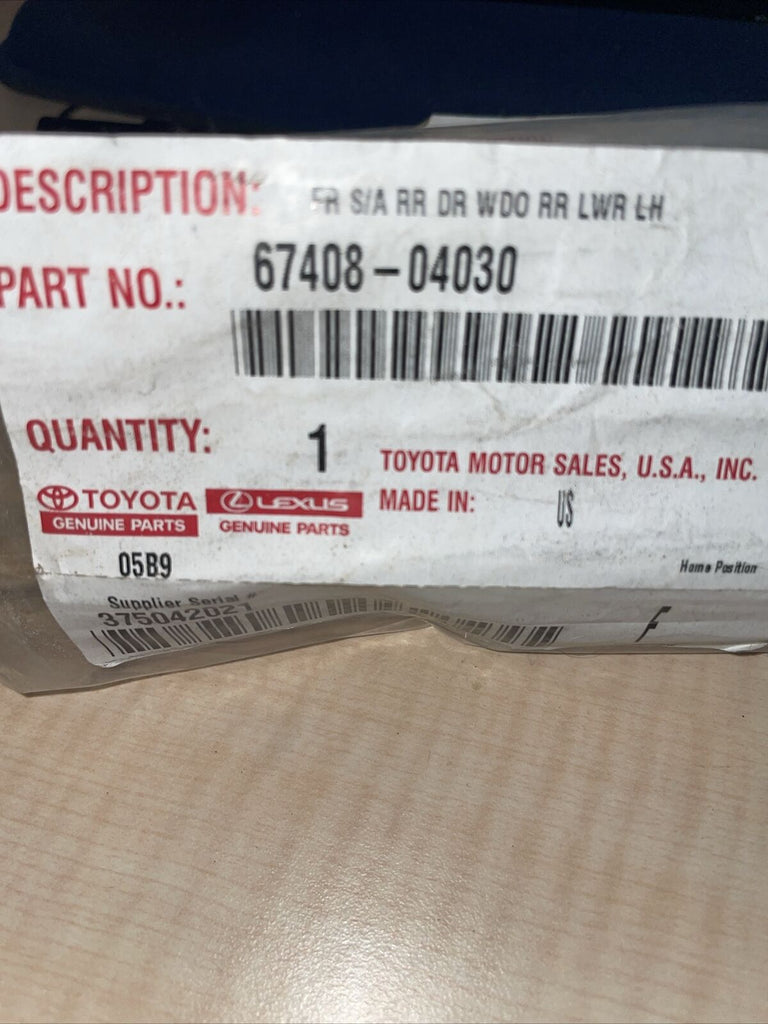 DESCRIPTION: FR S/A RR DR WDO RR LWR LH
PART NO.: 67408-04030
QUANTITY: 1
TOYOTA MOTOR SALES, U.S.A., INC.
TOYOTA LEXUS MADE IN: US
GENUINE PARTS GENUINE PARTS
05B9
Home Position
Supplier Serial #
375042021
F